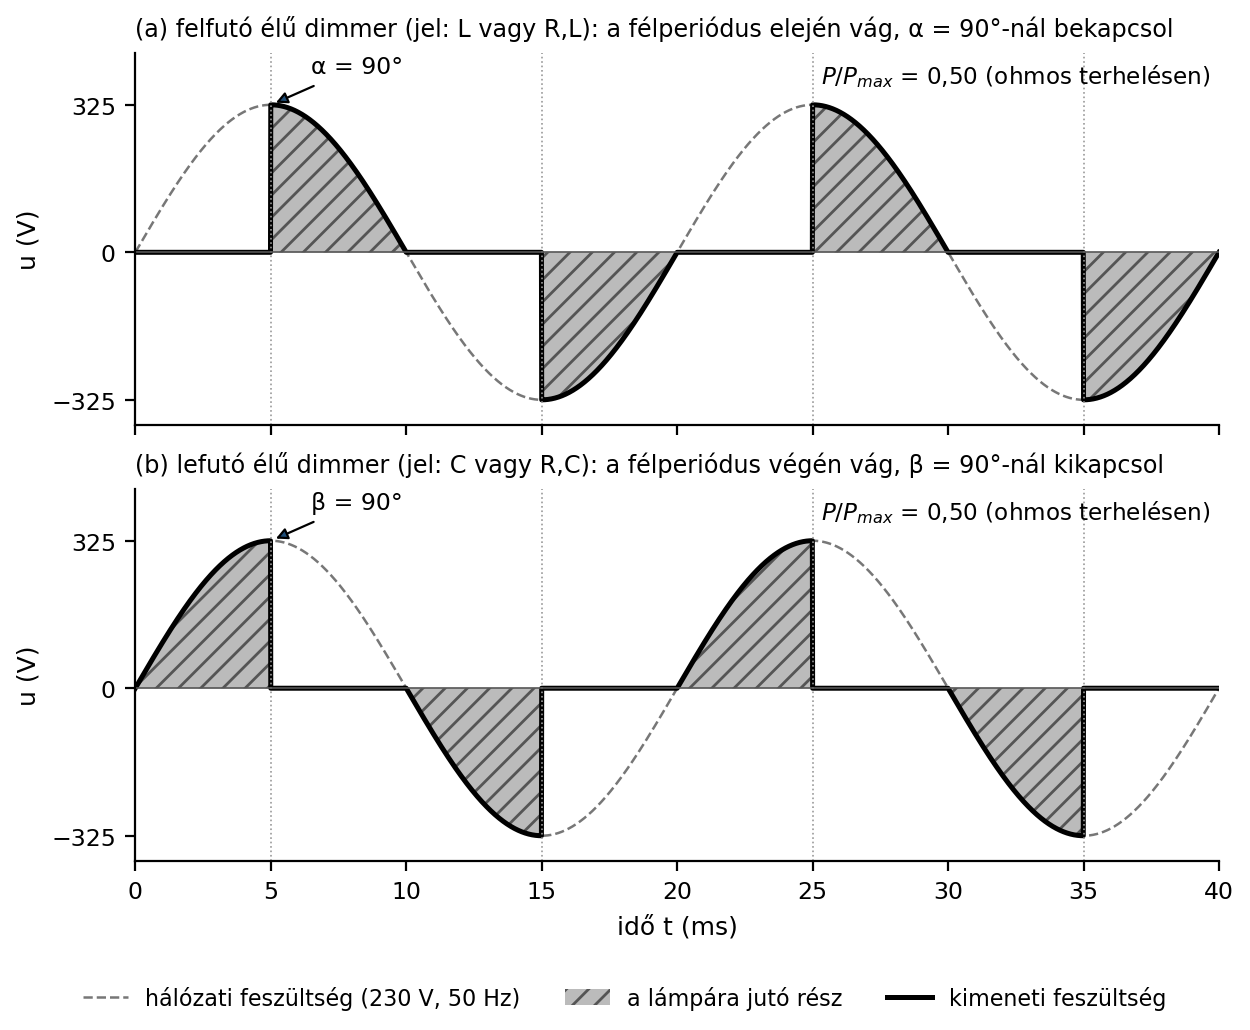 (a) felfutó élű dimmer (jel: L vagy R,L): a félperiódus elején vág, α = 90°-nál bekapcsol
α = 90°
P/Pmax = 0,50 (ohmos terhelésen)
325
0
−325
u (V)
(b) lefutó élű dimmer (jel: C vagy R,C): a félperiódus végén vág, β = 90°-nál kikapcsol
β = 90°
P/Pmax = 0,50 (ohmos terhelésen)
325
0
−325
u (V)
0 5 10 15 20 25 30 35 40
idő t (ms)
hálózati feszültség (230 V, 50 Hz) a lámpára jutó rész kimeneti feszültség